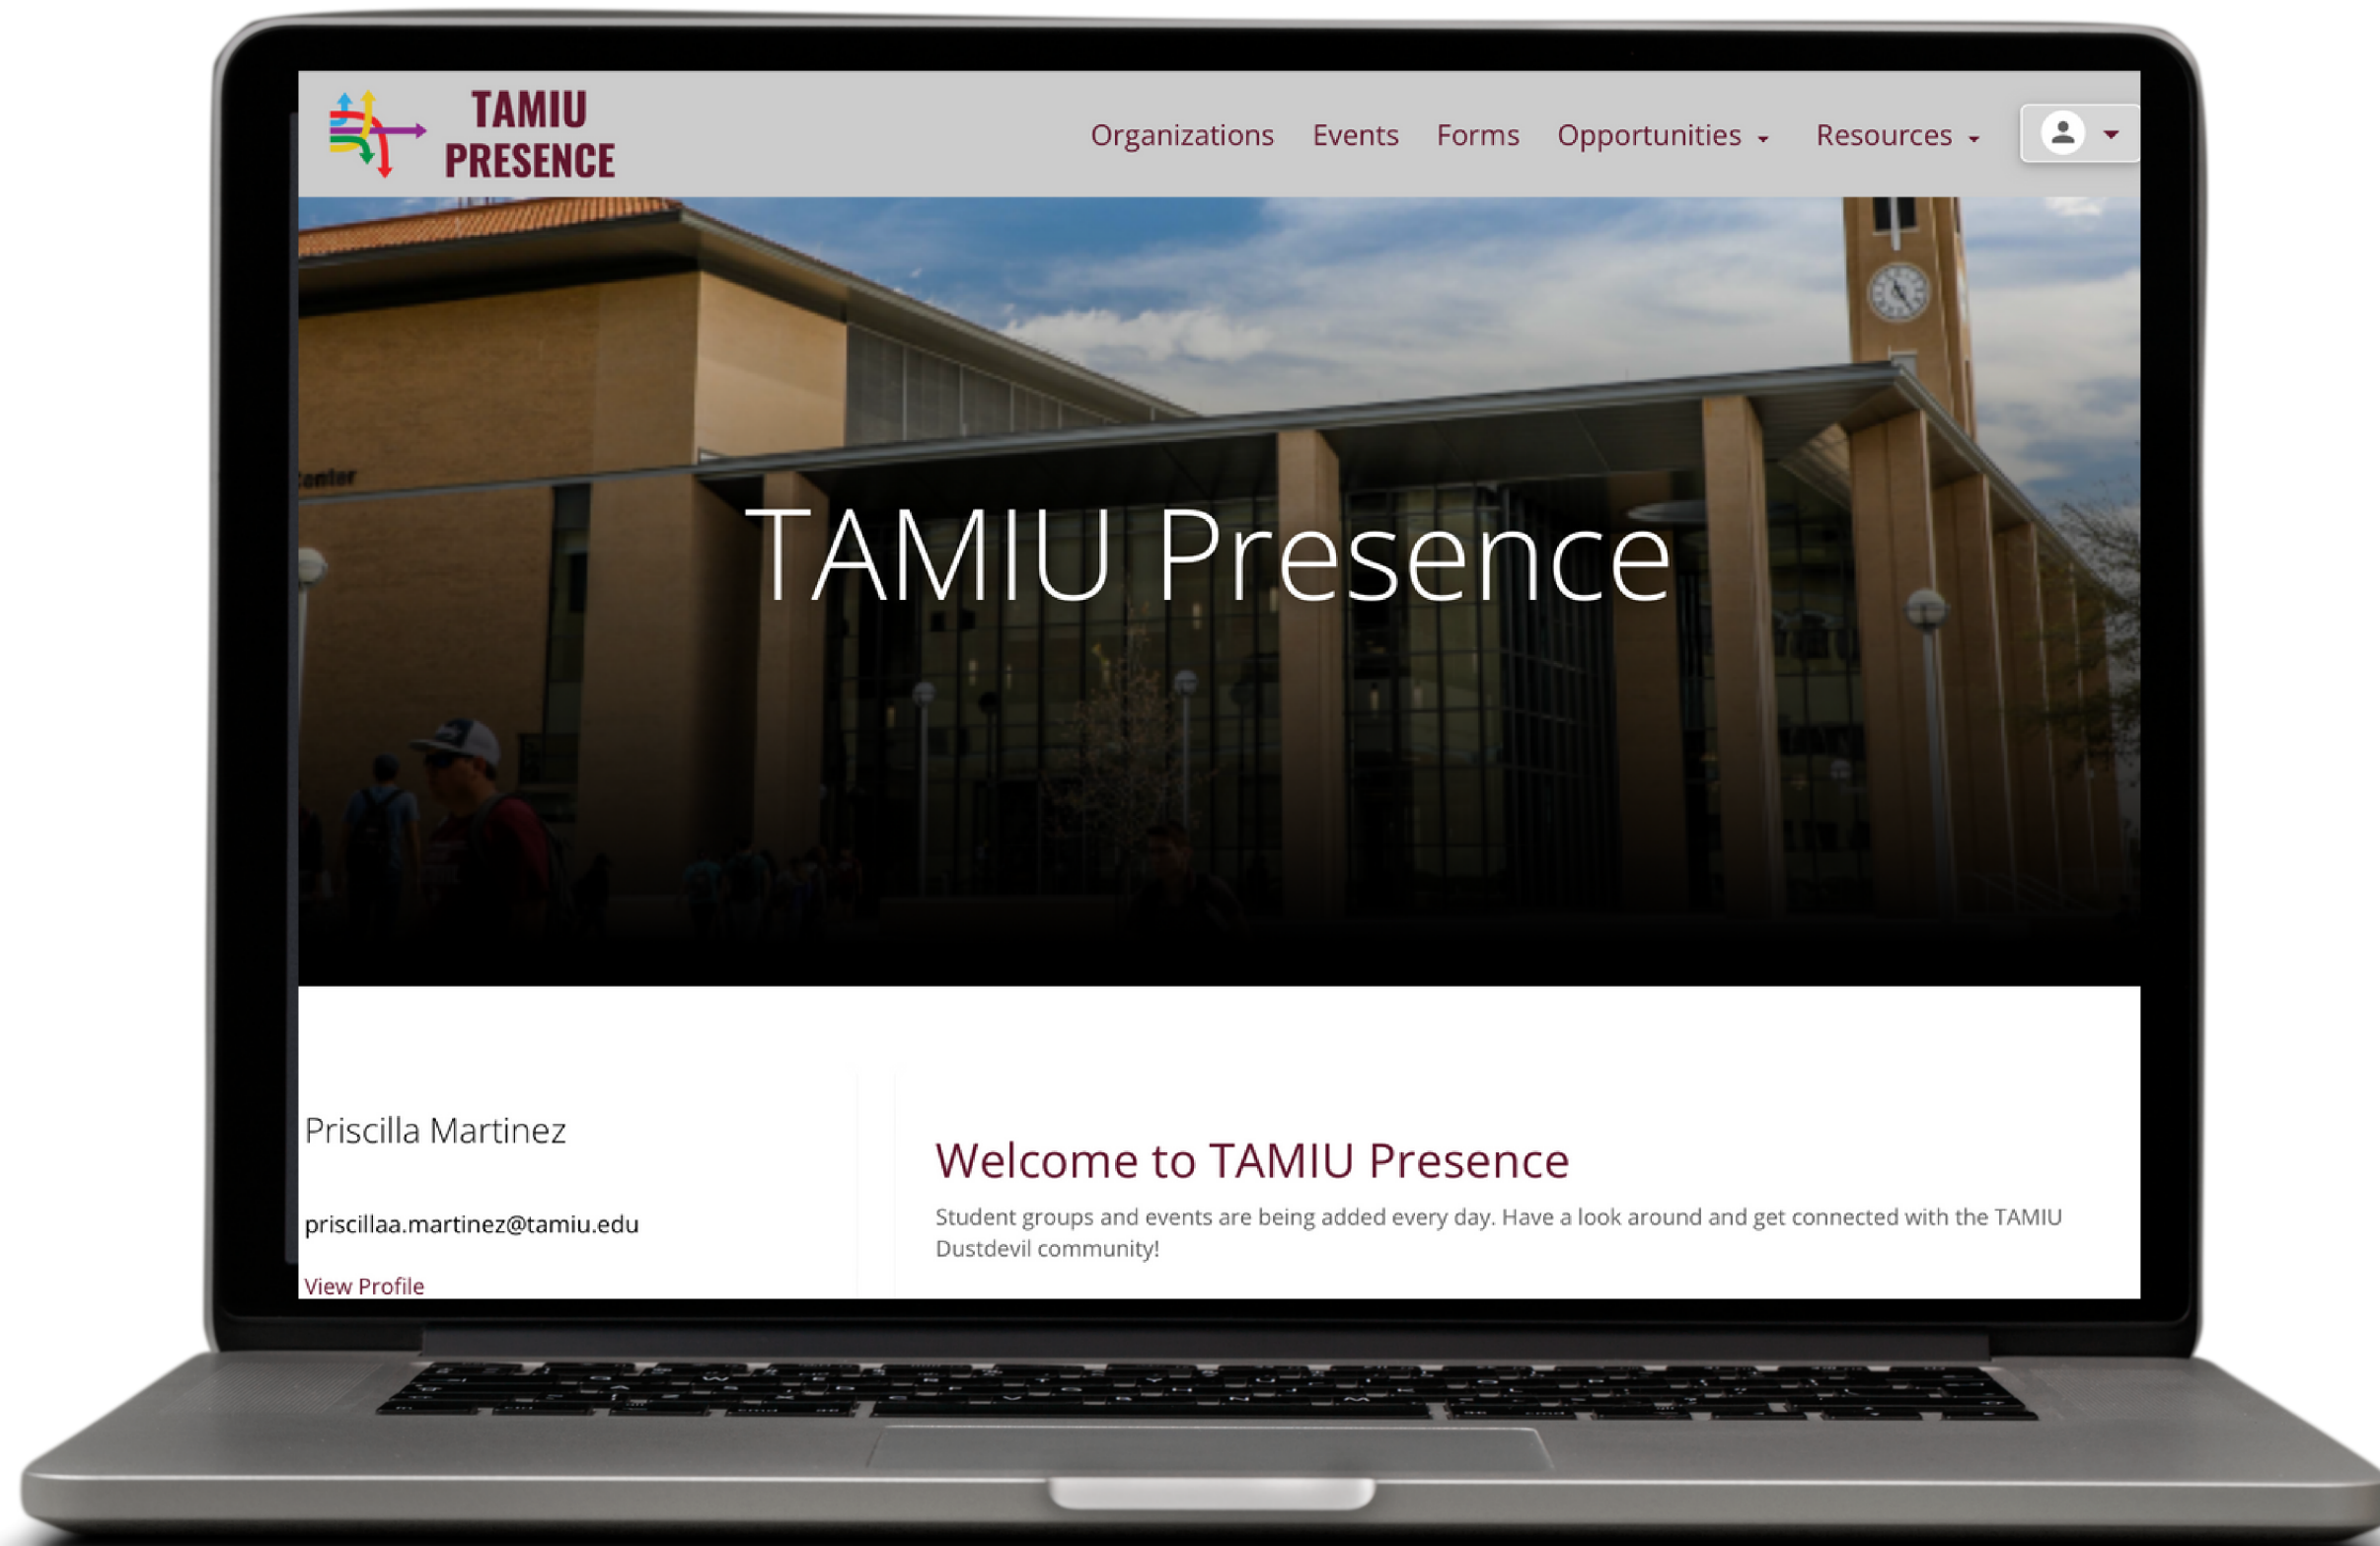 TAMIU
PRESENCE
Organizations Events Forms Opportunities Resources
Center
TAMIU Presence
Priscilla Martinez
priscillaa.martinez@tamiu.edu
View Profile
Welcome to TAMIU Presence
Student groups and events are being added every day. Have a look around and get connected with the TAMIU
Dustdevil community!